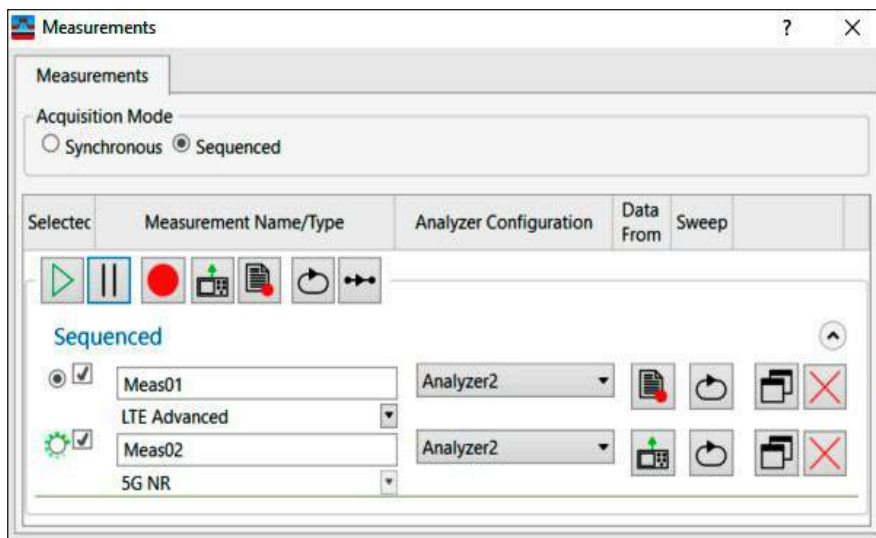 Measurements ?
Measurements
Acquisition Mode
Synchronous Sequenced
Selectec Measurement Name/Type Analyzer Configuration Data From Sweep
Sequenced
Meas01 Analyzer2
LTE Advanced
Meas02 Analyzer2
5G NR